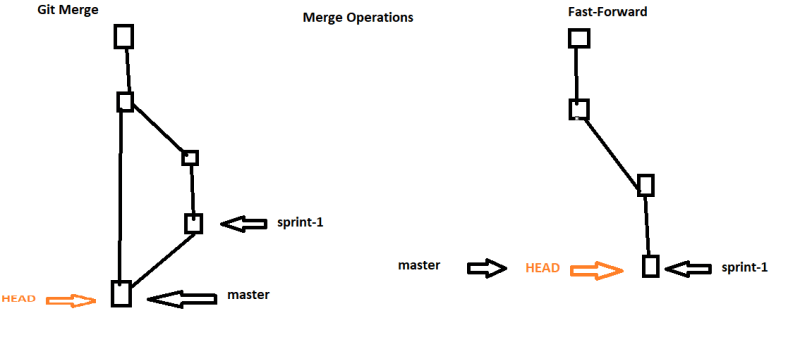 Git Merge
Merge Operations
Fast-Forward
sprint-1
HEAD
master
master
HEAD
sprint-1